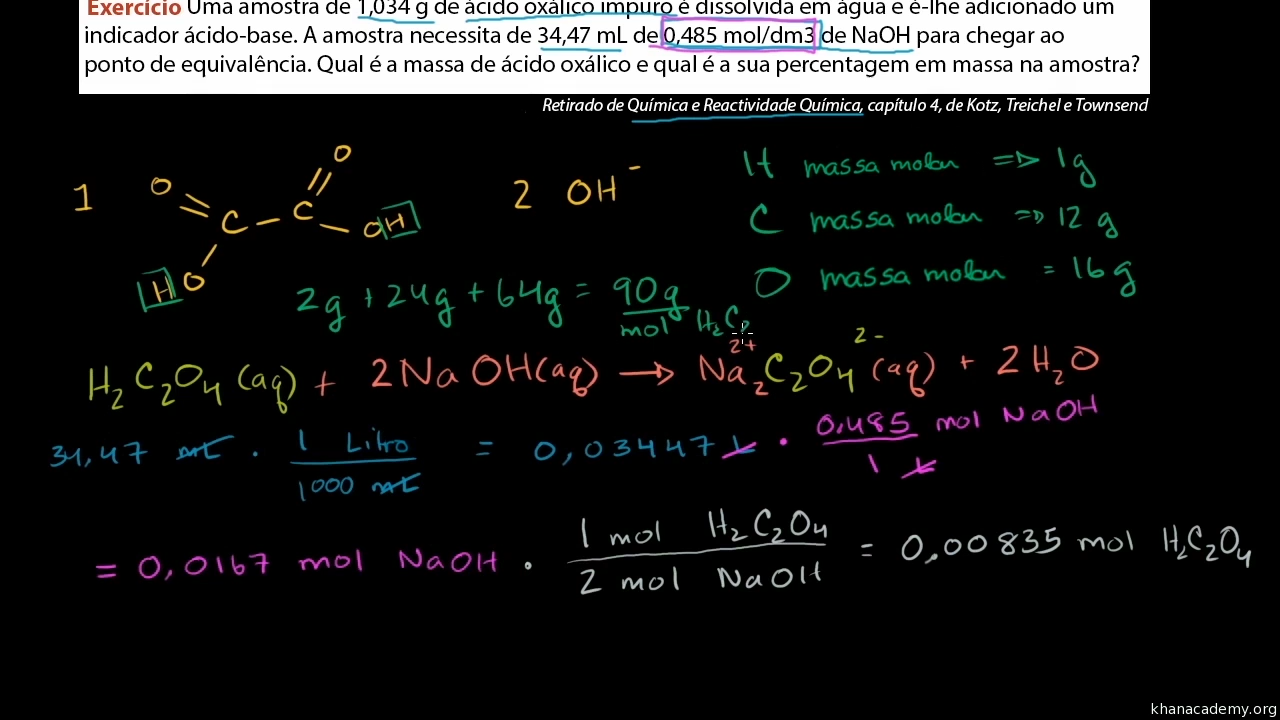 Exercício Uma amostra de 1,034 g de ácido oxálico impuro é dissolvida em água e é-lhe adicionado um
indicador ácido-base. A amostra necessita de 34,47 mL de 0,485 mol/dm3 de NaOH para chegar ao
ponto de equivalência. Qual é a massa de ácido oxálico e qual é a sua percentagem em massa na amostra?
Retirado de Química e Reactividade Química, capítulo 4, de Kotz, Treichel e Townsend
1 O C O H C O OH
2 OH⁻
H massa molar => 1g
C massa molar => 12 g
O massa molar = 16 g
2g + 24g + 64g = 90g/mol H₂C₂
H₂C₂O₄ (aq) + 2NaOH(aq) → Na₂²⁺C₂O₄²⁻ (aq) + 2H₂O
34,47 mL · 1 Litro/1000 mL = 0,03447 L · 0,485 mol NaOH/1 L
= 0,0167 mol NaOH · 1 mol H₂C₂O₄/2 mol NaOH = 0,00835 mol H₂C₂O₄
khanacademy.org